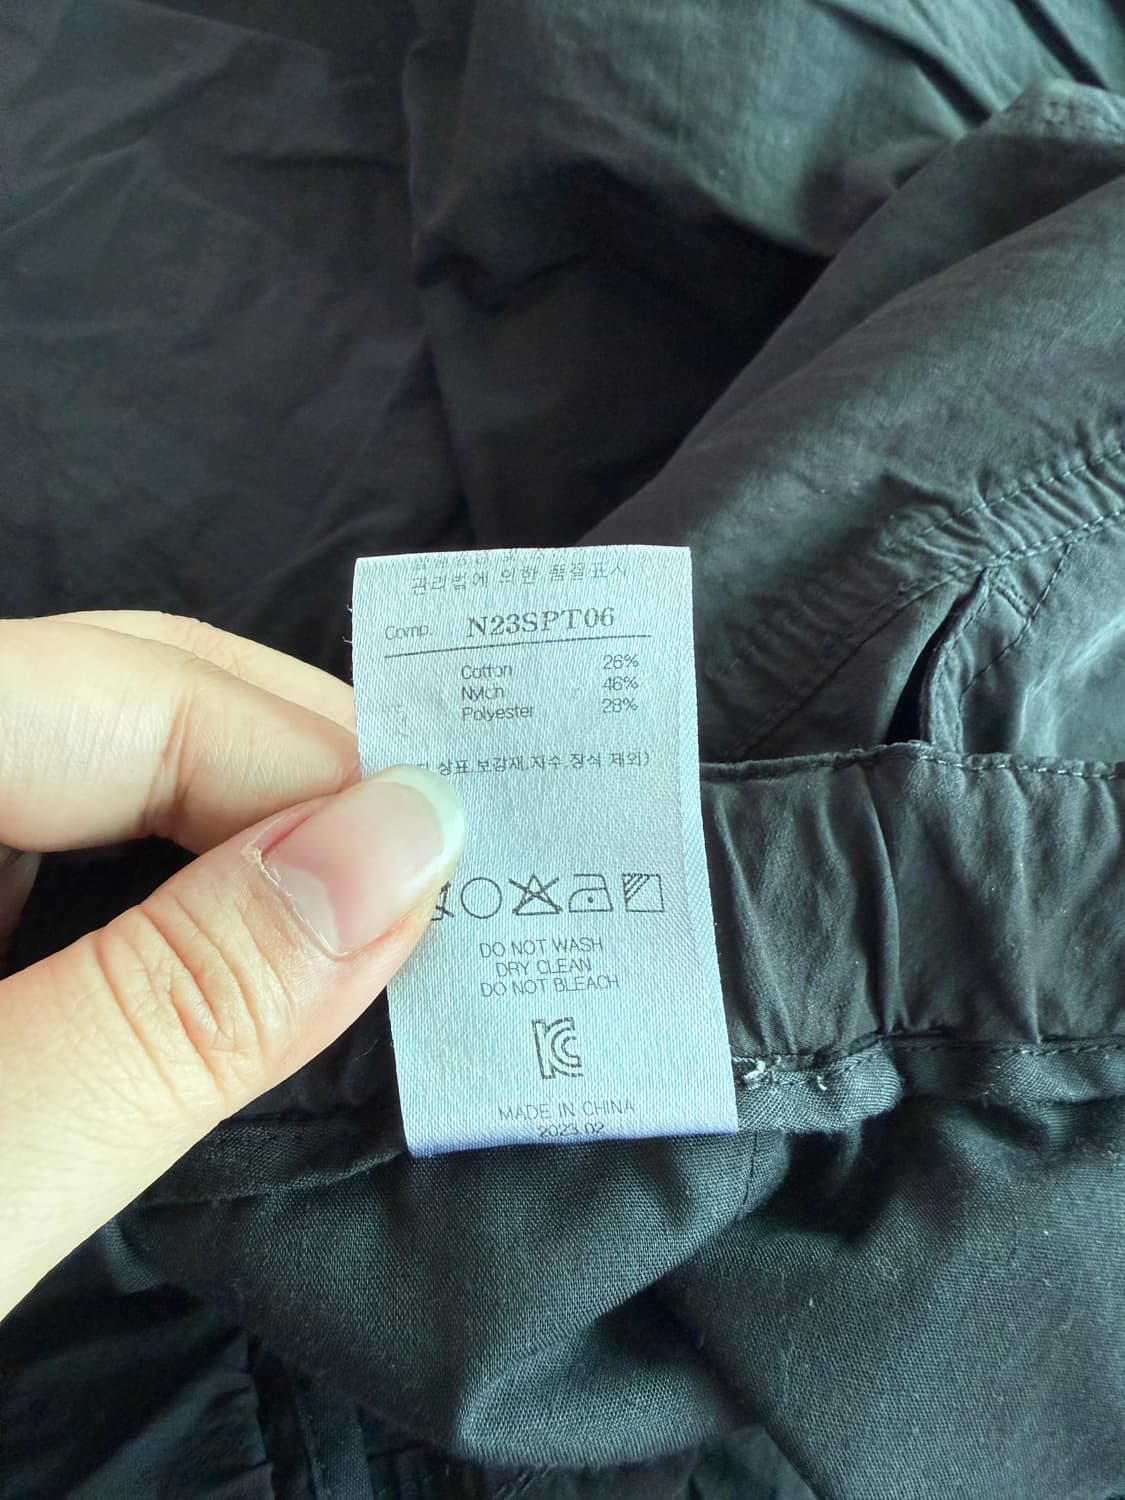 관리법에 의한 품질표시
Comp. N23SPT06
Cotton 26%
Nylon 46%
Polyester 28%
상표,보강재,자수,장식 제외)
DO NOT WASH
DRY CLEAN
DO NOT BLEACH
KC
MADE IN CHINA
2023.02